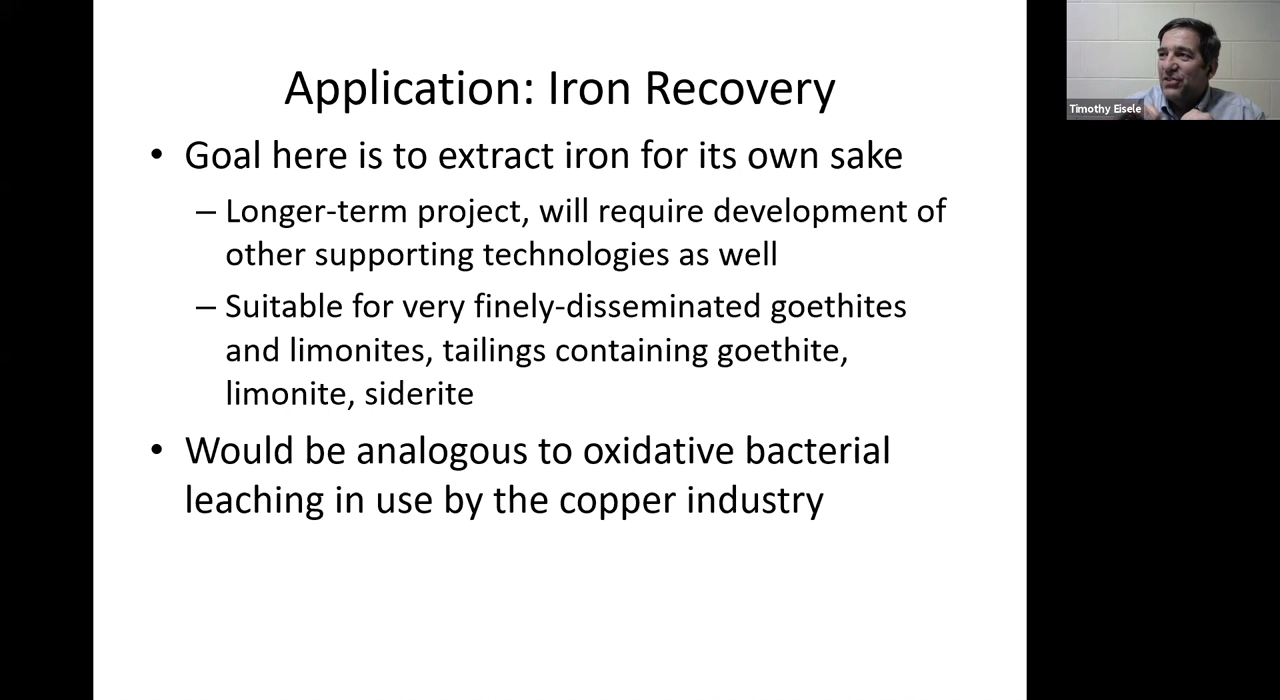 Application: Iron Recovery
• Goal here is to extract iron for its own sake
– Longer-term project, will require development of
other supporting technologies as well
– Suitable for very finely-disseminated goethites
and limonites, tailings containing goethite,
limonite, siderite
• Would be analogous to oxidative bacterial
leaching in use by the copper industry
Timothy Eisele